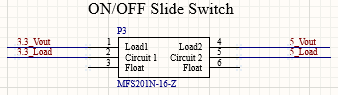 ON/OFF Slide Switch
P3
3.3_Vout 1 Load1 Load2 4 5_Vout
3.3_Load 2 Circuit 1 Circuit 2 5 5_Load
3 Float Float 6
MFS201N-16-Z